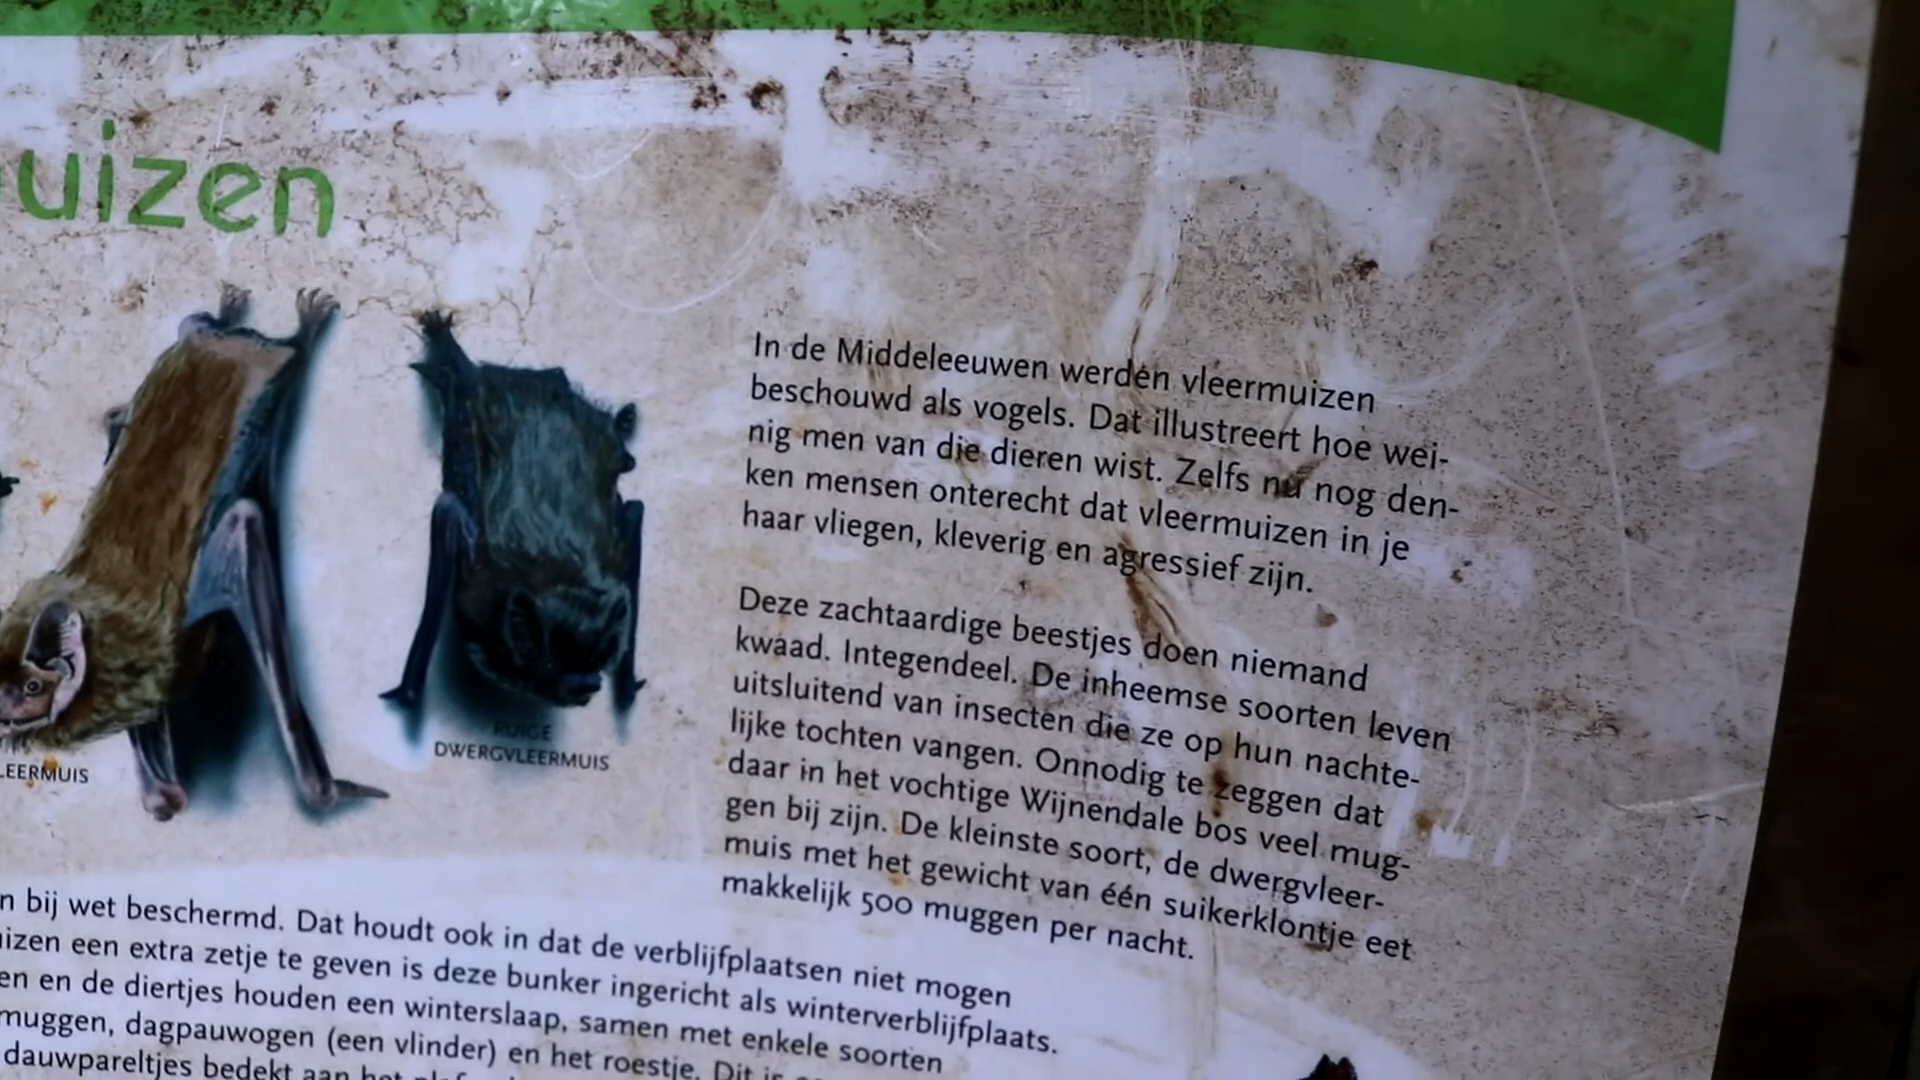 uizen
In de Middeleeuwen werden vleermuizen
beschouwd als vogels. Dat illustreert hoe wei-
nig men van die dieren wist. Zelfs nu nog den-
ken mensen onterecht dat vleermuizen in je
haar vliegen, kleverig en agressief zijn.
Deze zachtaardige beestjes doen niemand
kwaad. Integendeel. De inheemse soorten leven
uitsluitend van insecten die ze op hun nachte-
lijke tochten vangen. Onnodig te zeggen dat
daar in het vochtige Wijnendale bos veel mug-
gen bij zijn. De kleinste soort, de dwergvleer-
muis met het gewicht van één suikerklontje eet
makkelijk 500 muggen per nacht.
RUIGE
DWERGVLEERMUIS
LEERMUIS
n bij wet beschermd. Dat houdt ook in dat de verblijfplaatsen niet mogen
uizen een extra zetje te geven is deze bunker ingericht als winterverblijfplaats.
en en de diertjes houden een winterslaap, samen met enkele soorten
muggen, dagpauwogen (een vlinder) en het roestje. Dit is
dauwpareltjes bedekt aan het